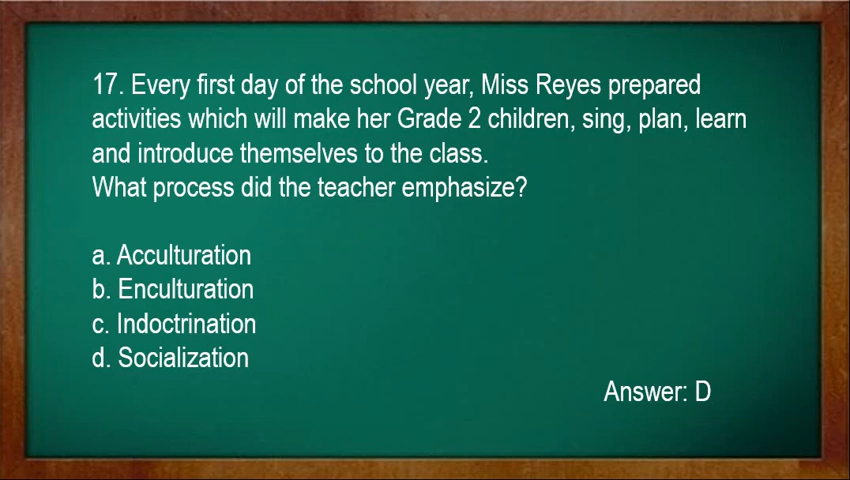 17. Every first day of the school year, Miss Reyes prepared
activities which will make her Grade 2 children, sing, plan, learn
and introduce themselves to the class.
What process did the teacher emphasize?
a. Acculturation
b. Enculturation
c. Indoctrination
d. Socialization
Answer: D